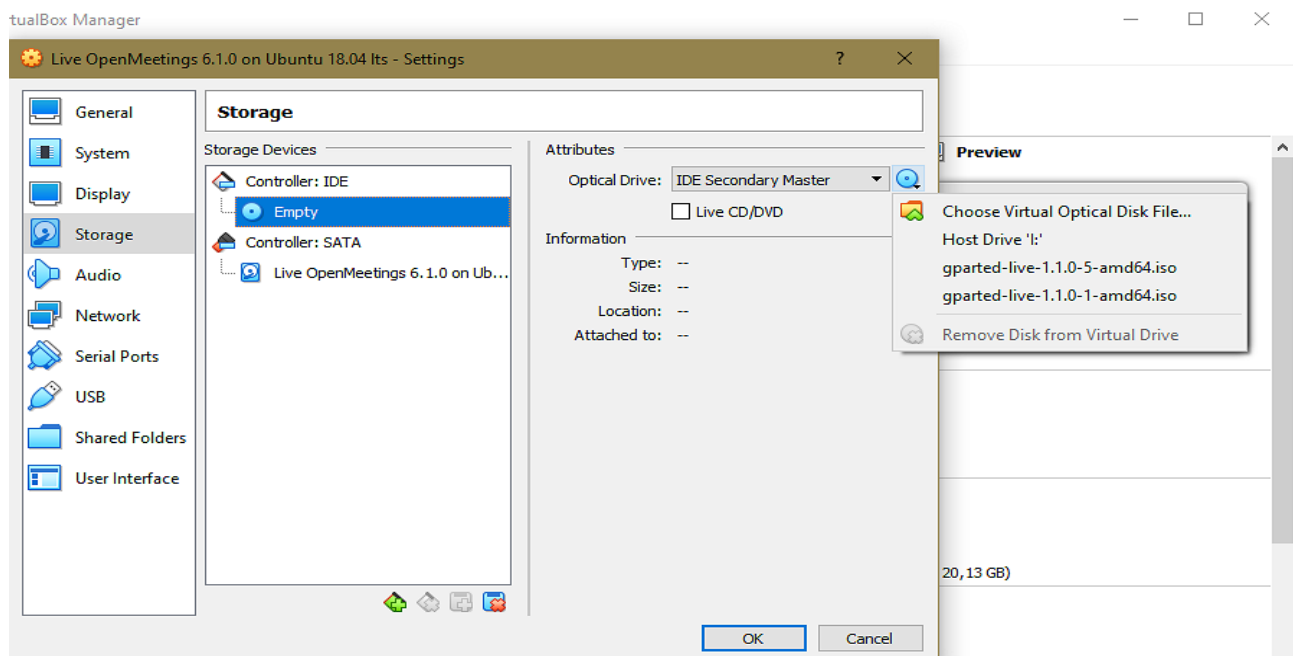 tualBox Manager
Live OpenMeetings 6.1.0 on Ubuntu 18.04 lts - Settings
?
General
System
Display
Storage
Audio
Network
Serial Ports
USB
Shared Folders
User Interface
Storage
Storage Devices
Controller: IDE
Empty
Controller: SATA
Live OpenMeetings 6.1.0 on Ub...
Attributes
Optical Drive: IDE Secondary Master
Live CD/DVD
Information
Type: --
Size: --
Location: --
Attached to: --
OK
Cancel
Preview
Choose Virtual Optical Disk File...
Host Drive 'I:'
gparted-live-1.1.0-5-amd64.iso
gparted-live-1.1.0-1-amd64.iso
Remove Disk from Virtual Drive
20,13 GB)